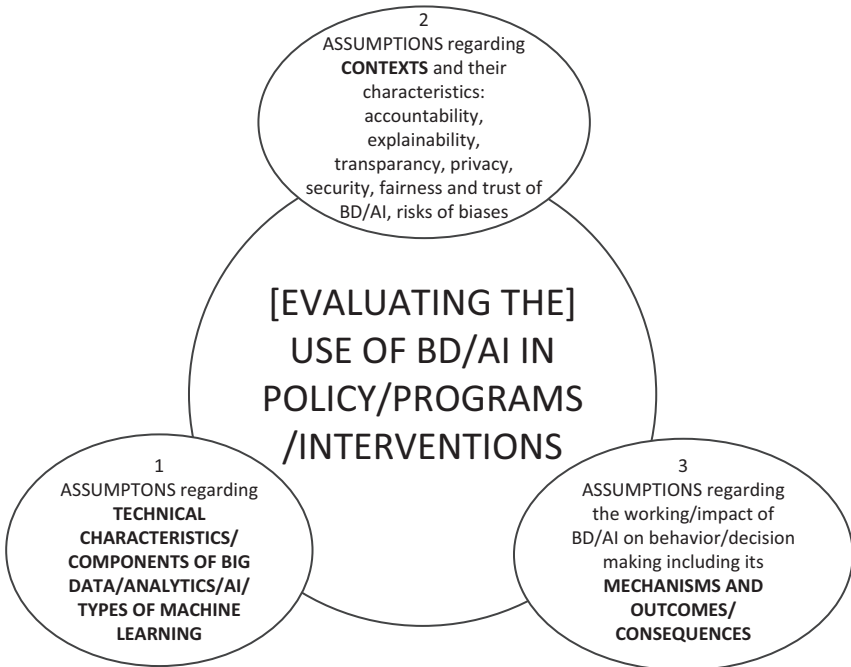 2
ASSUMPTIONS regarding
CONTEXTS and their
characteristics:
accountability,
explainability,
transparancy, privacy,
security, fairness and trust of
BD/AI, risks of biases
[EVALUATING THE]
USE OF BD/AI IN
POLICY/PROGRAMS
/INTERVENTIONS
1
ASSUMPTONS regarding
TECHNICAL
CHARACTERISTICS/
COMPONENTS OF BIG
DATA/ANALYTICS/AI/
TYPES OF MACHINE
LEARNING
3
ASSUMPTIONS regarding
the working/impact of
BD/AI on behavior/decision
making including its
MECHANISMS AND
OUTCOMES/
CONSEQUENCES